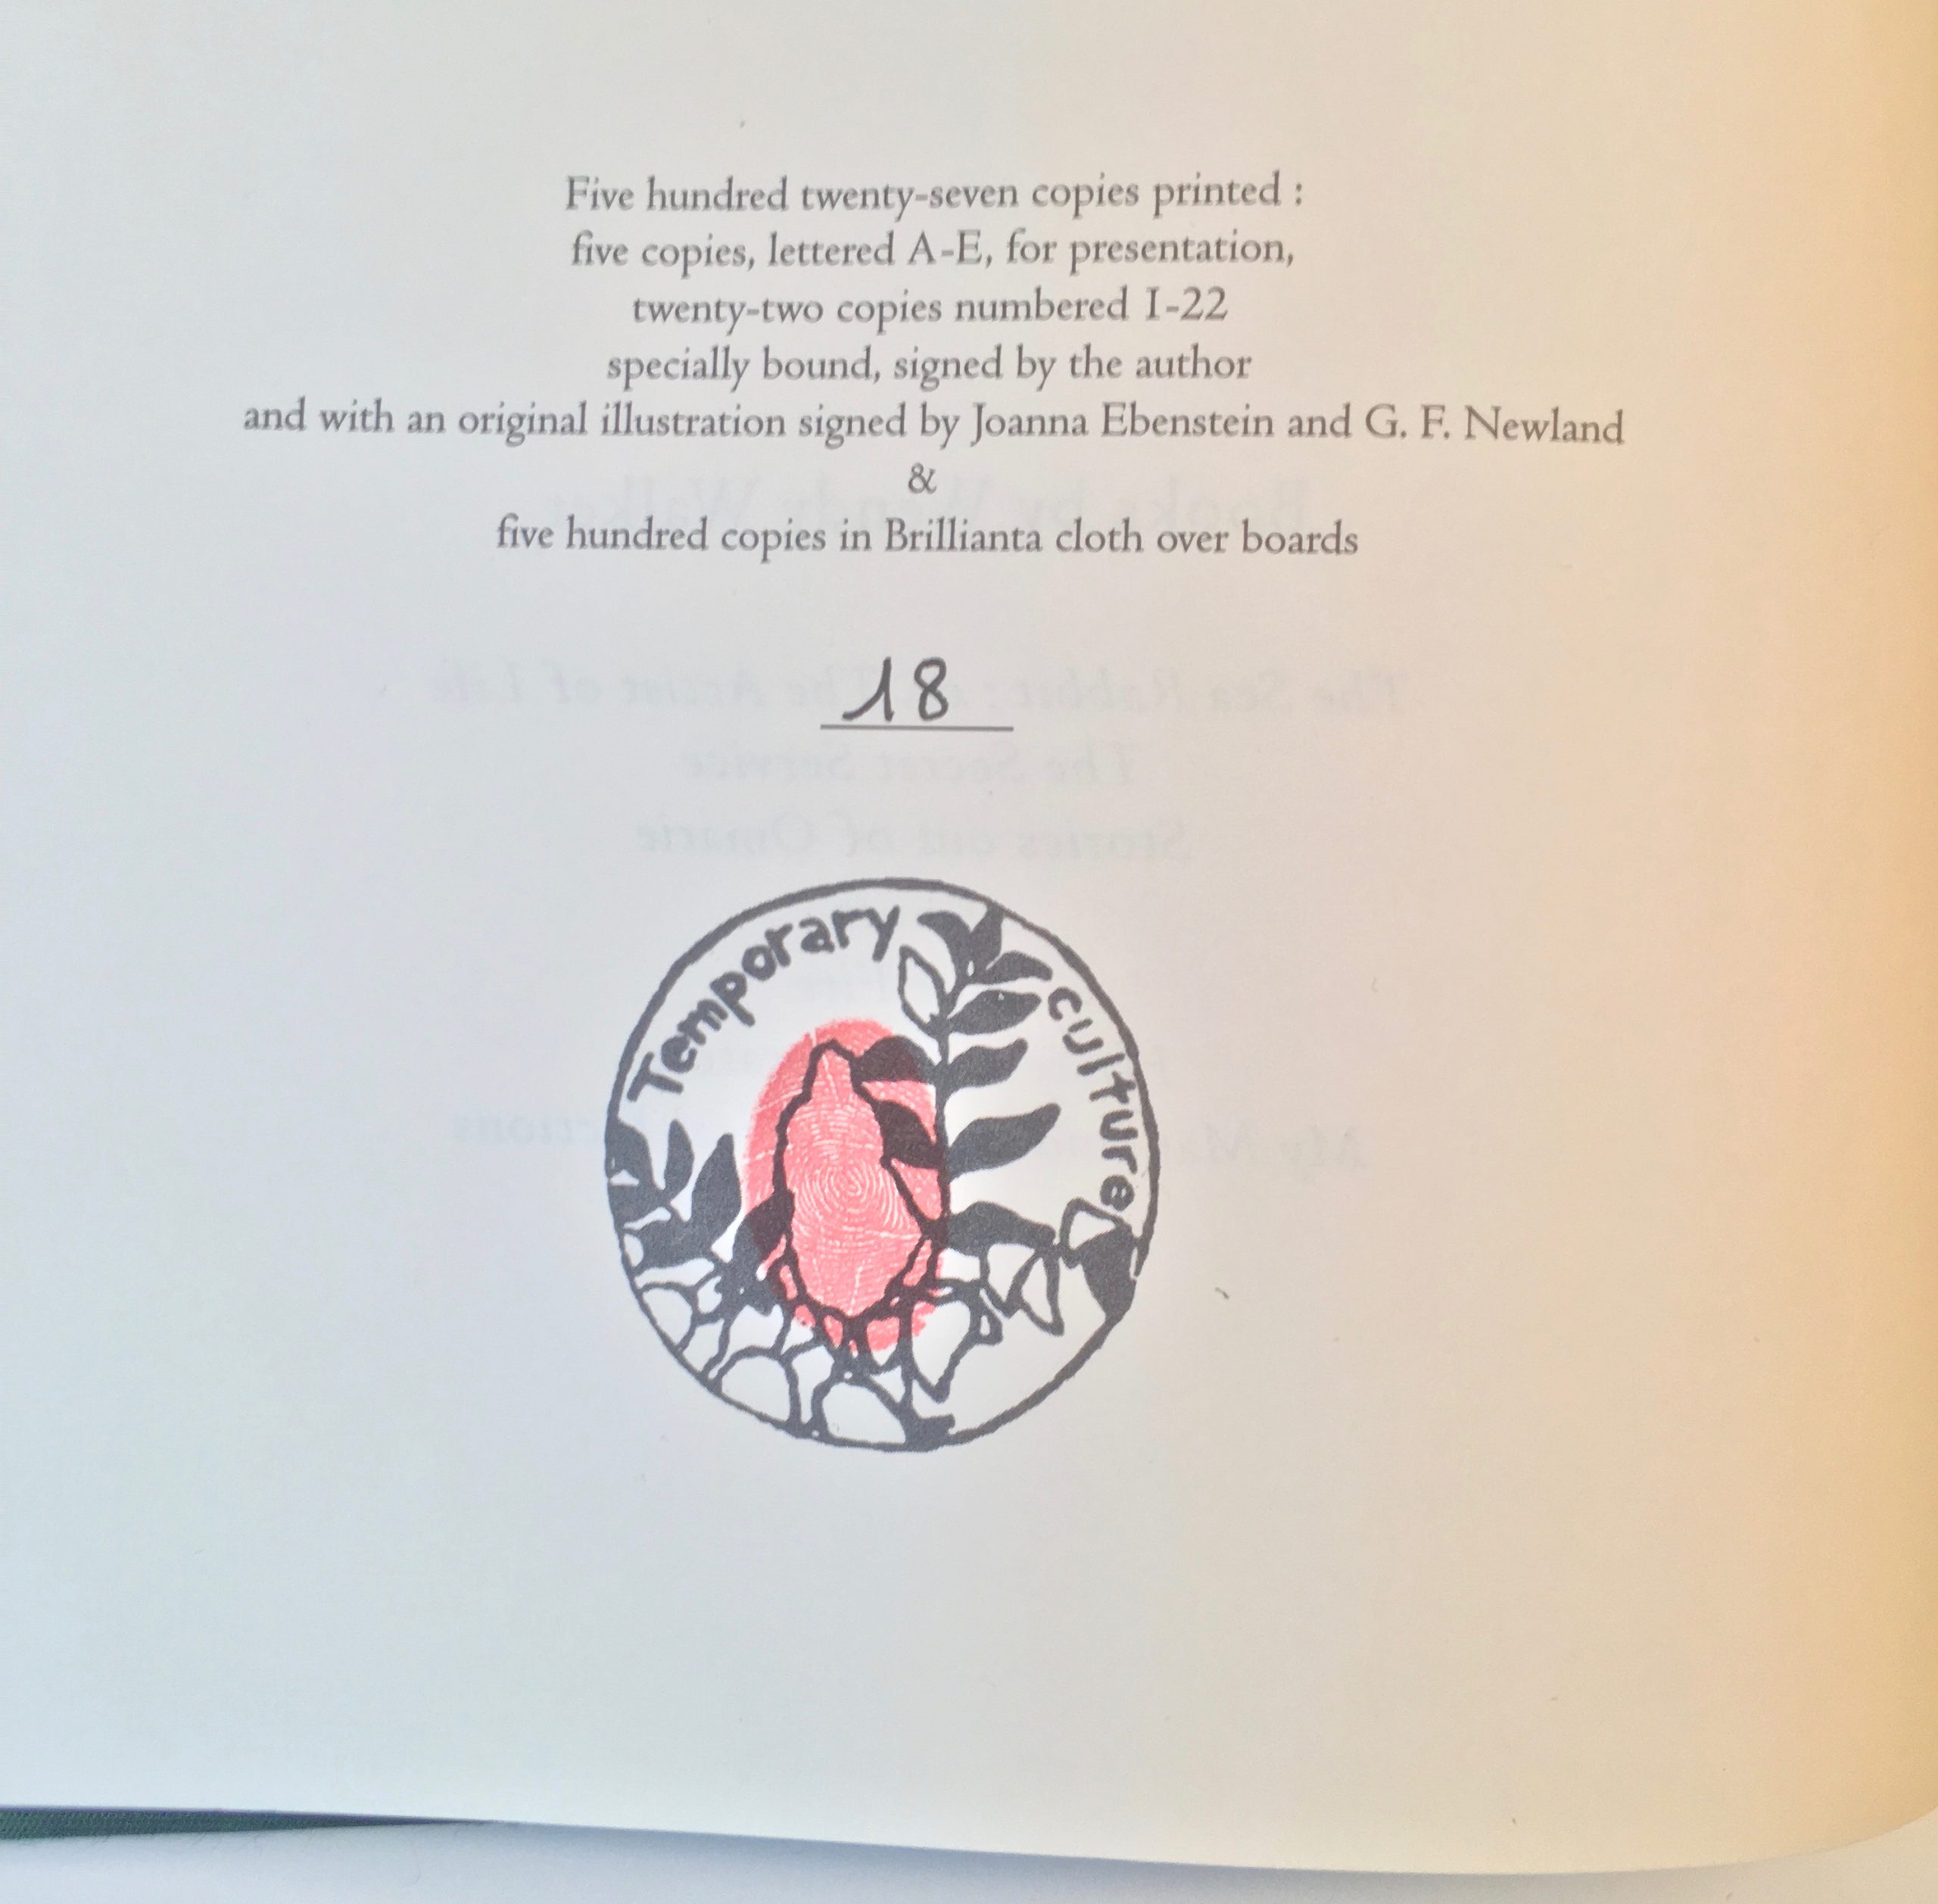 Five hundred twenty-seven copies printed :
five copies, lettered A-E, for presentation,
twenty-two copies numbered I-22
specially bound, signed by the author
and with an original illustration signed by Joanna Ebenstein and G. F. Newland
&
five hundred copies in Brillianta cloth over boards
18
Temporary culture